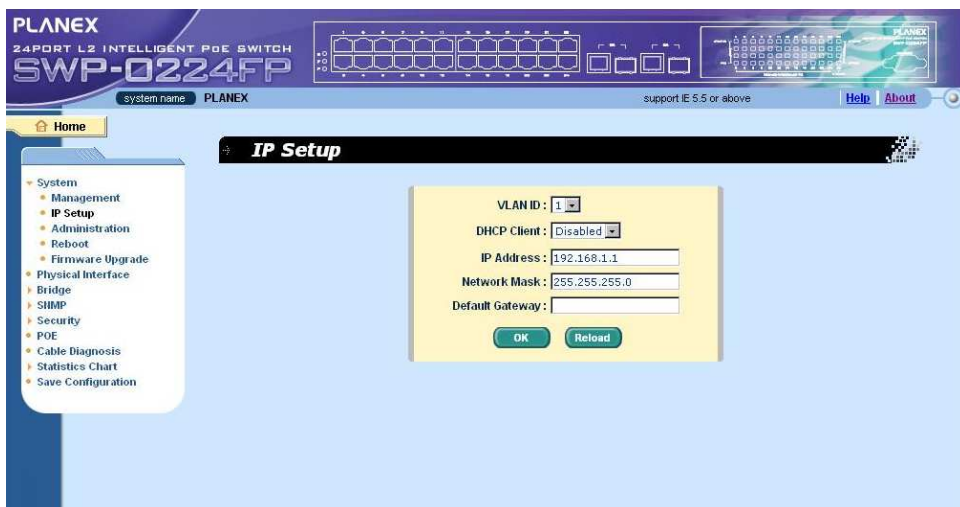 PLANEX
24PORT L2 INTELLIGENT POE SWITCH
SWP-0224FP
PLANEX
system name PLANEX support IE 5.5 or above Help About
Home
IP Setup
System
Management
IP Setup
Administration
Reboot
Firmware Upgrade
Physical Interface
Bridge
SNMP
Security
POE
Cable Diagnosis
Statistics Chart
Save Configuration
VLAN ID : 1
DHCP Client : Disabled
IP Address : 192.168.1.1
Network Mask : 255.255.255.0
Default Gateway :
OK Reload